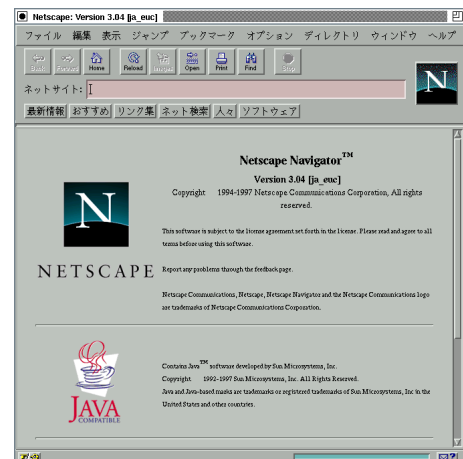 Netscape: Version 3.04 [ja_euc]
ファイル 編集 表示 ジャンプ ブックマーク オプション ディレクトリ ウィンドウ ヘルプ
Back Forward Home Reload Images Open Print Find Stop
ネットサイト:
最新情報 おすすめ リンク集 ネット検索 人々 ソフトウェア
N
Netscape Navigator™
Version 3.04 [ja_euc]
Copyright 1994-1997 Netscape Communications Corporation, All rights
reserved.
N
NETSCAPE
This software is subject to the license agreement set forth in the license. Please read and agree to all
terms before using this software.
Report any problems through the feedback page.
Netscape Communications, Netscape, Netscape Navigator and the Netscape Communications logo
are trademarks of Netscape Communications Corporation.
JAVA
COMPATIBLE
Contains Java™ software developed by Sun Microsystems, Inc.
Copyright 1992-1997 Sun Microsystems, Inc. All Rights Reserved.
Java and Java-based marks are trademarks or registered trademarks of Sun Microsystems, Inc in the
United States and other countries.